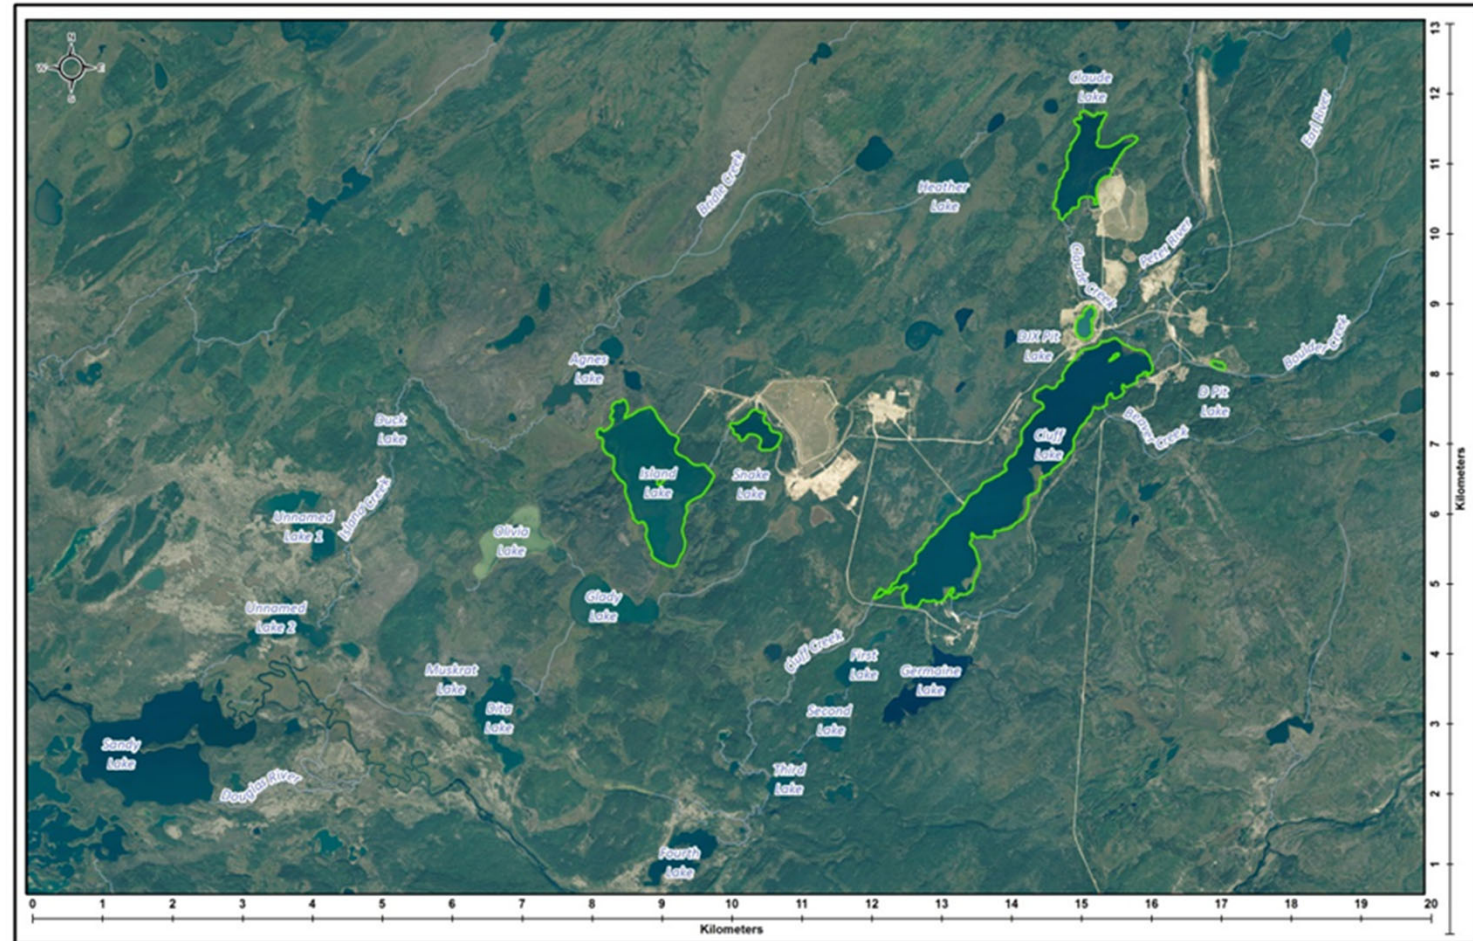 N
W
E
S
Claude
Lake
Earl River
Bridle Creek
Heather
Lake
Peter River
Claude Creek
DJX Pit
Lake
Boulder Creek
Agnes
Lake
D Pit
Lake
Duck
Lake
Beaver
Creek
Cluff
Lake
Island
Lake
Snake
Lake
Island Creek
Unnamed
Lake 1
Olivia
Lake
Glady
Lake
Unnamed
Lake 2
Cluff Creek
First
Lake
Germaine
Lake
Muskrat
Lake
Dita
Lake
Second
Lake
Sandy
Lake
Douglas River
Third
Lake
Fourth
Lake
13
12
11
10
9
8
7
6
5
4
3
2
1
Kilometers
0 1 2 3 4 5 6 7 8 9 10 11 12 13 14 15 16 17 18 19 20
Kilometers